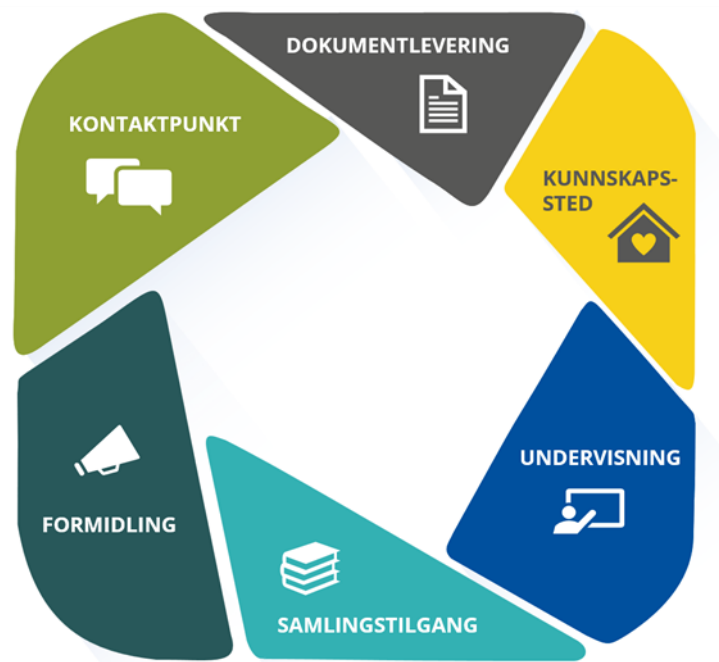 DOKUMENTLEVERING
KONTAKTPUNKT
KUNNSKAPS-
STED
UNDERVISNING
FORMIDLING
SAMLINGSTILGANG